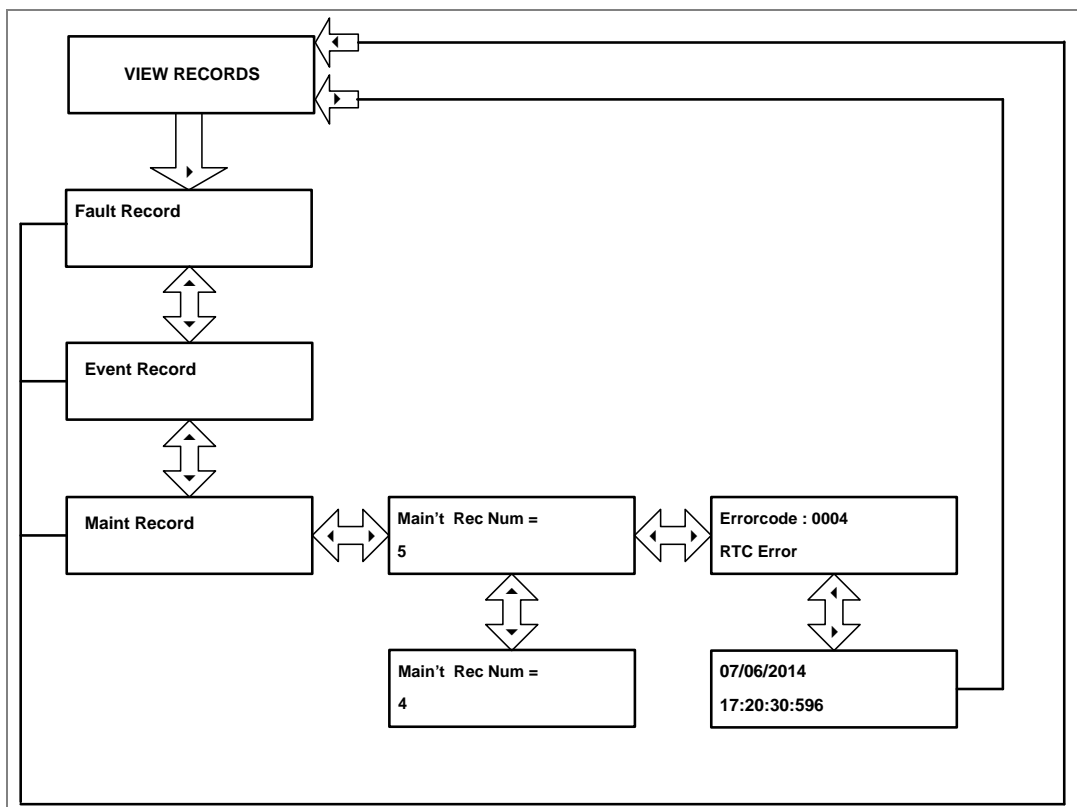 VIEW RECORDS
Fault Record
Event Record
Maint Record
Main't Rec Num =
5
Errorcode : 0004
RTC Error
Main't Rec Num =
4
07/06/2014
17:20:30:596